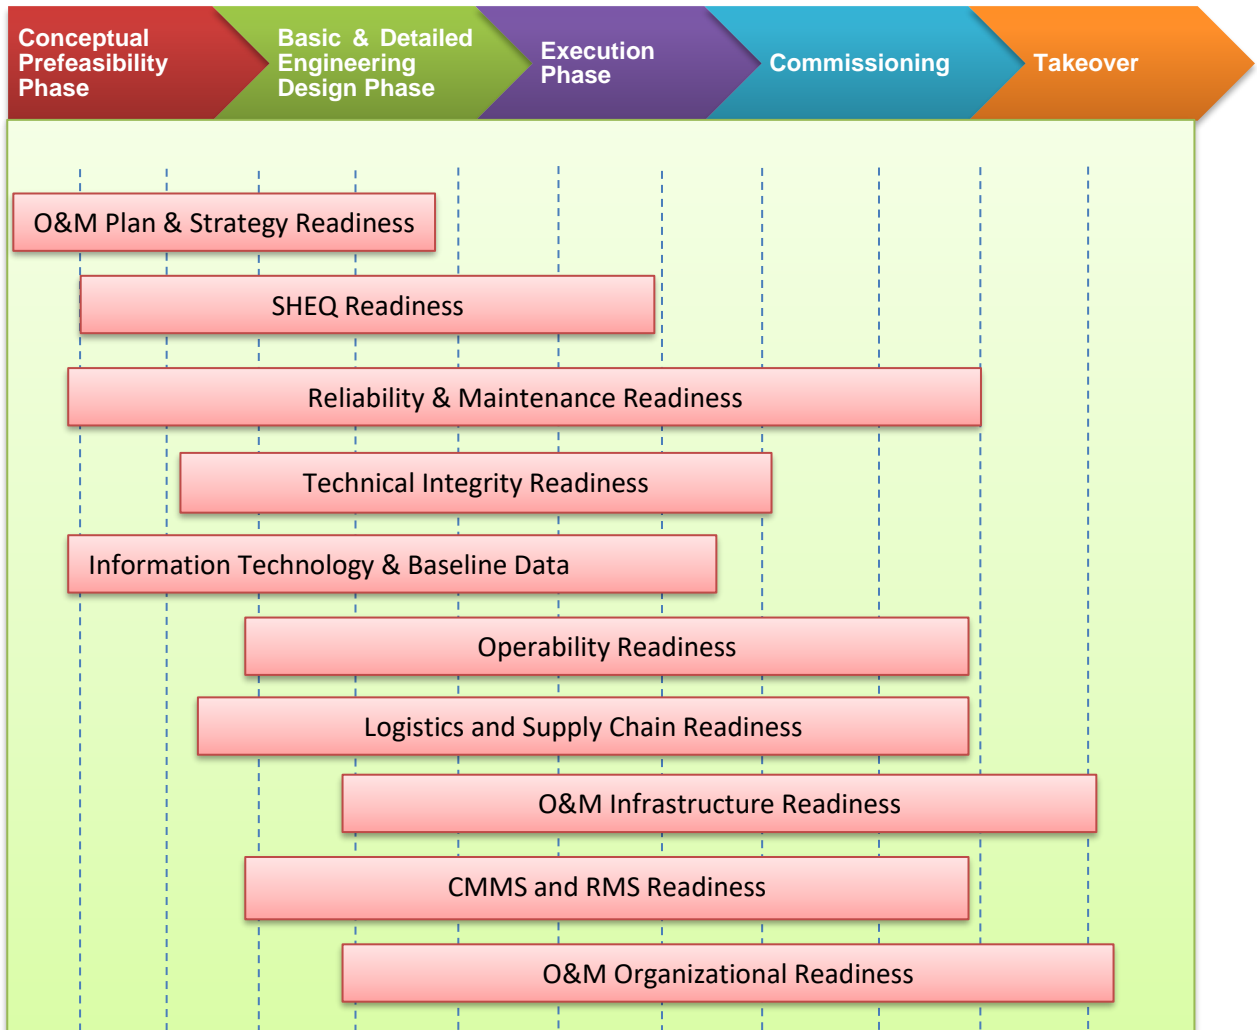 Conceptual
Prefeasibility
Phase
Basic & Detailed
Engineering
Design Phase
Execution
Phase
Commissioning
Takeover
O&M Plan & Strategy Readiness
SHEQ Readiness
Reliability & Maintenance Readiness
Technical Integrity Readiness
Information Technology & Baseline Data
Operability Readiness
Logistics and Supply Chain Readiness
O&M Infrastructure Readiness
CMMS and RMS Readiness
O&M Organizational Readiness